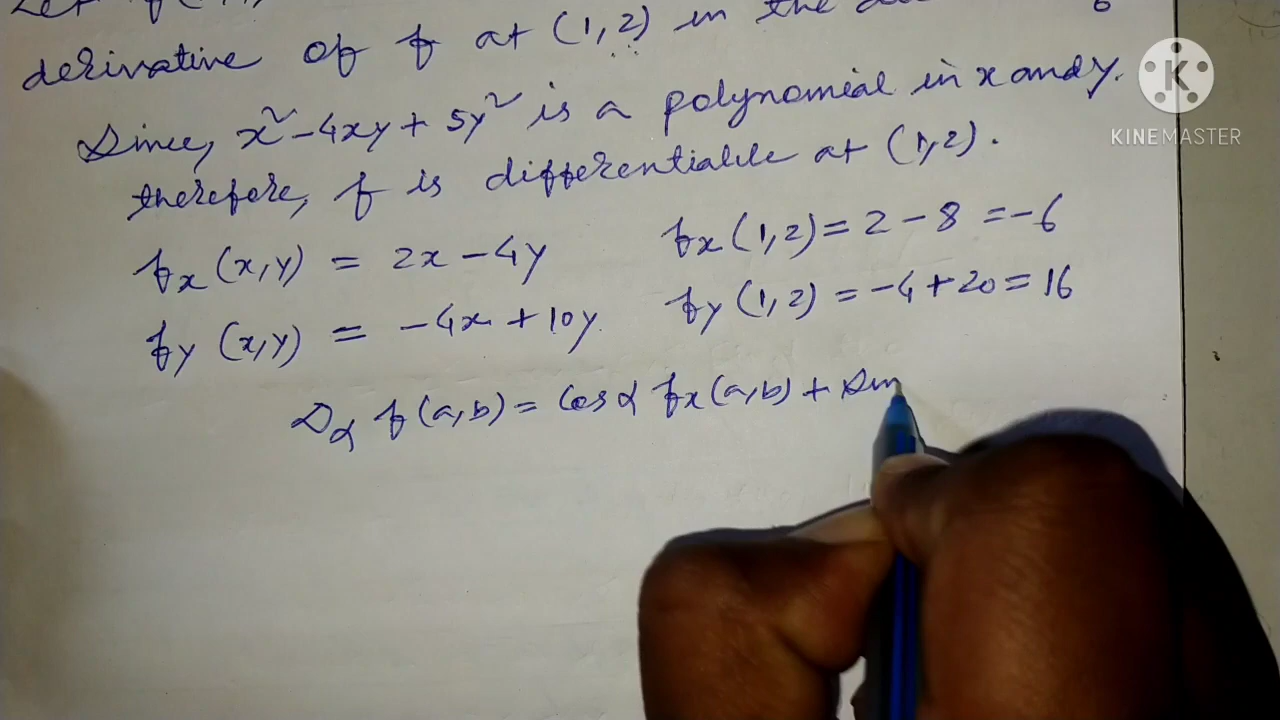 Let f(
derivative of f at (1,2) in the
Since, x² - 4xy + 5y² is a polynomial in x and y.
therefore, f is differentiable at (1,2).
fx (x,y) = 2x - 4y fx (1,2) = 2 - 8 = -6
fy (x,y) = -4x + 10y fy (1,2) = -4 + 20 = 16
Dα f(a,b) = Cos α fx(a,b) + Sin
K
KINEMASTER